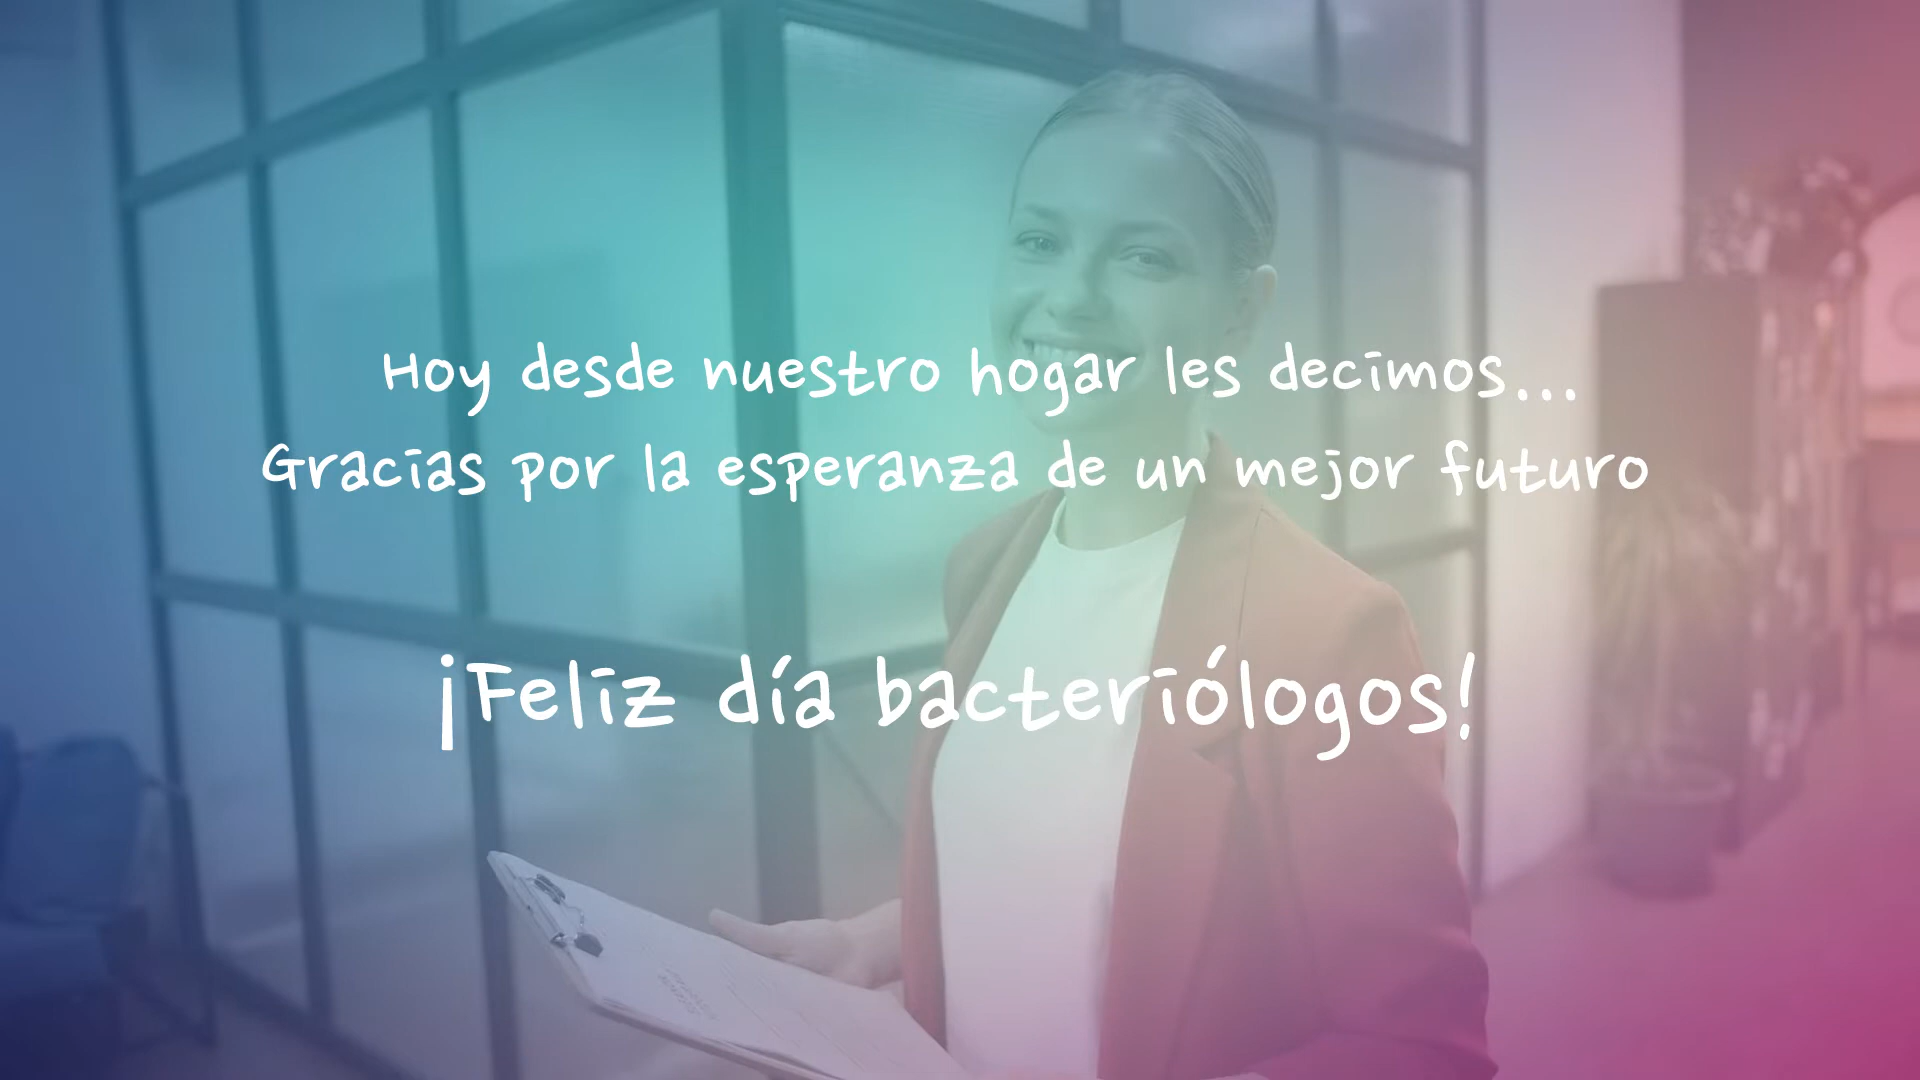 Hoy desde nuestro hogar les decimos...
Gracias por la esperanza de un mejor futuro
¡Feliz día bacteriólogos!